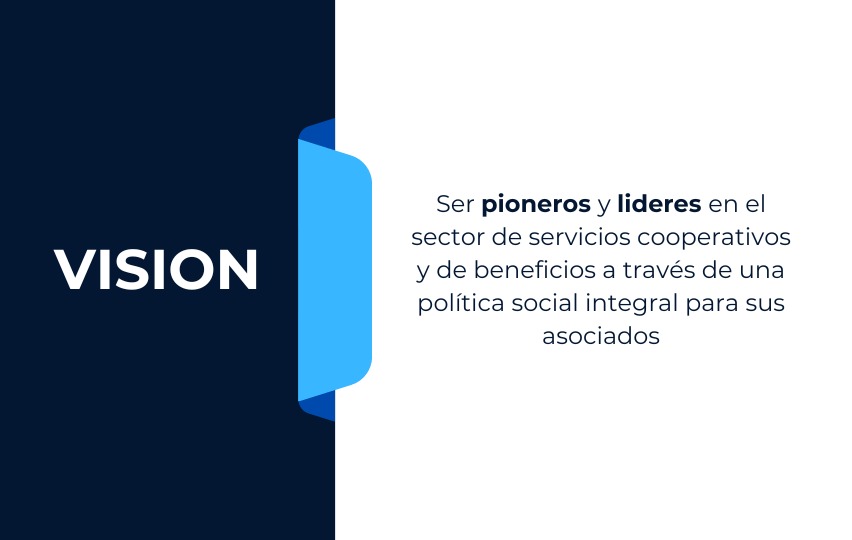 VISION
Ser pioneros y lideres en el
sector de servicios cooperativos
y de beneficios a través de una
política social integral para sus
asociados